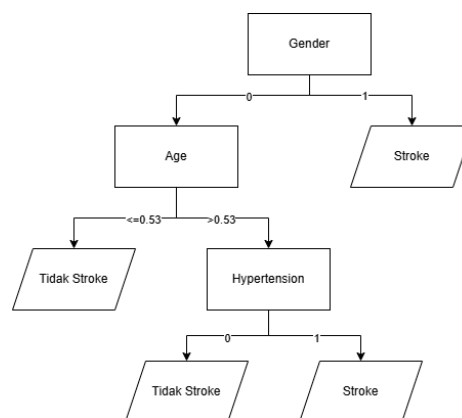 Gender
0
1
Age
Stroke
<=0.53
>0.53
Tidak Stroke
Hypertension
0
1
Tidak Stroke
Stroke